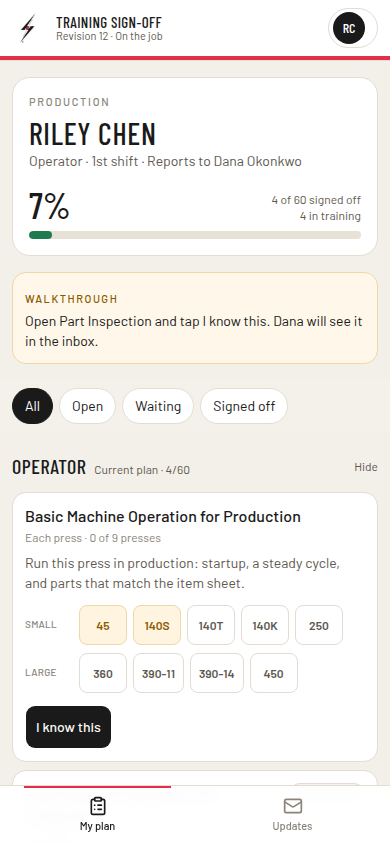 TRAINING SIGN-OFF
Revision 12 · On the job
RC
PRODUCTION
RILEY CHEN
Operator · 1st shift · Reports to Dana Okonkwo
7%
4 of 60 signed off
4 in training
WALKTHROUGH
Open Part Inspection and tap I know this. Dana will see it
in the inbox.
All Open Waiting Signed off
OPERATOR Current plan · 4/60 Hide
Basic Machine Operation for Production
Each press · 0 of 9 presses
Run this press in production: startup, a steady cycle,
and parts that match the item sheet.
SMALL 45 140S 140T 140K 250
LARGE 360 390-11 390-14 450
I know this
My plan Updates